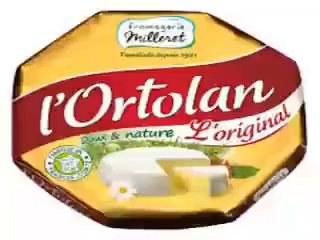 fromagerie
Milleret
Familiale depuis 1921
l'Ortolan
Doux & nature
L'original